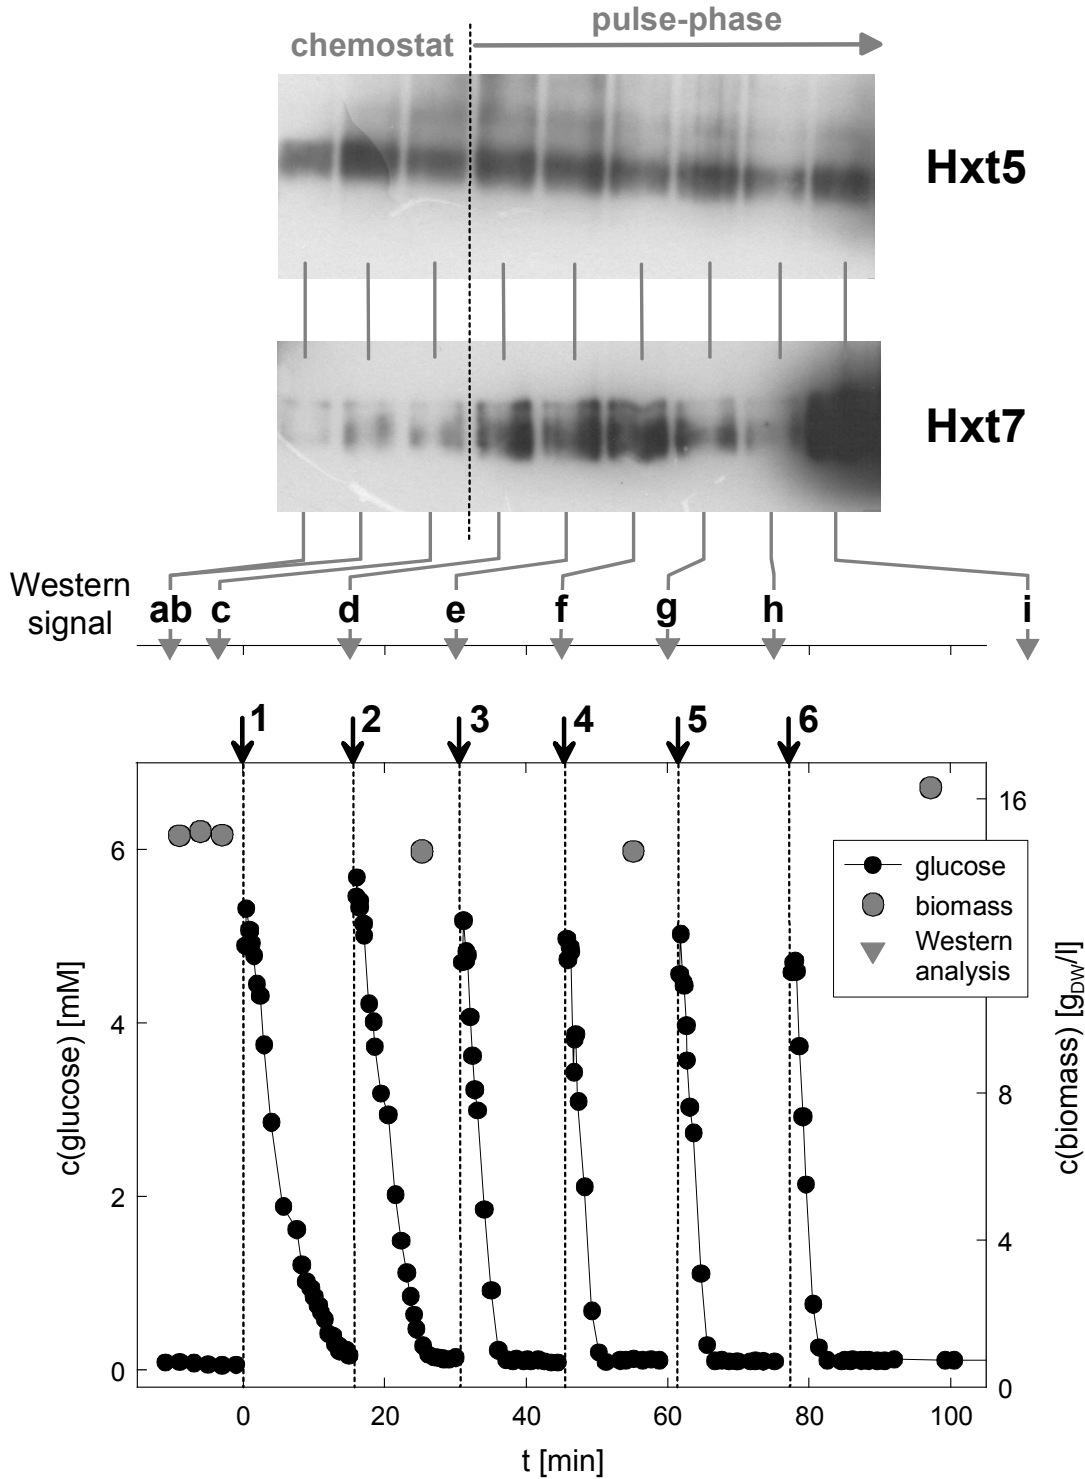 pulse-phase
chemostat
Hxt5
Hxt7
Western
signal
ab c d e f g h i
1 2 3 4 5 6
6
4
2
0
c(glucose) [mM]
16
8
4
0
c(biomass) [gDW/l]
glucose
biomass
Western
analysis
0 20 40 60 80 100
t [min]